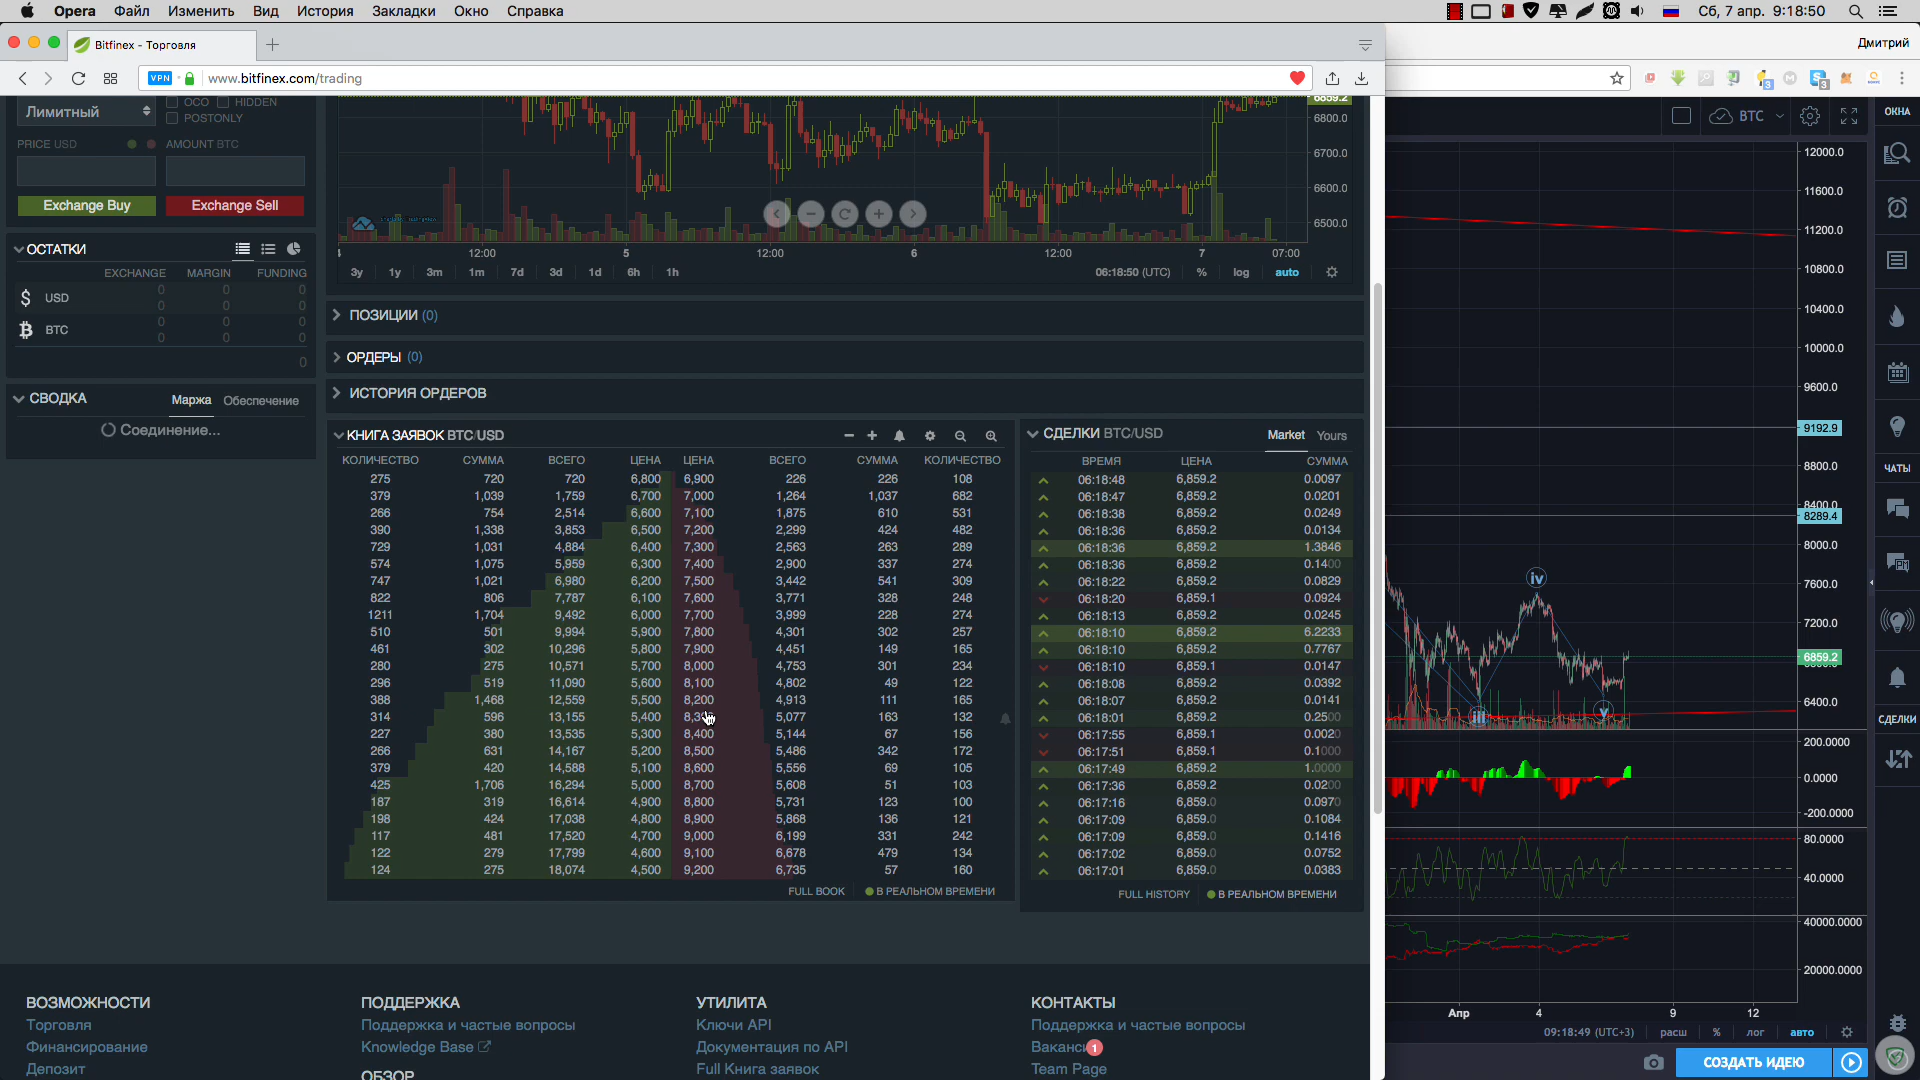 Opera Файл Изменить Вид История Закладки Окно Справка
Сб, 7 апр. 9:18:50
Bitfinex - Торговля
Дмитрий
VPN
www.bitfinex.com/trading
3
3
Лимитный
OCO HIDDEN
POSTONLY
PRICE USD AMOUNT BTC
Exchange Buy Exchange Sell
ОСТАТКИ
EXCHANGE MARGIN FUNDING
USD 0 0 0
0 0 0
BTC 0 0 0
0 0 0
0
СВОДКА Маржа Обеспечение
Соединение...
6859.2
6800.0
6700.0
6600.0
6500.0
12:00 5 12:00 6 12:00 7 07:00
3y 1y 3m 1m 7d 3d 1d 6h 1h 06:18:50 (UTC) % log auto
ПОЗИЦИИ (0)
ОРДЕРЫ (0)
ИСТОРИЯ ОРДЕРОВ
КНИГА ЗАЯВОК BTC/USD
КОЛИЧЕСТВО СУММА ВСЕГО ЦЕНА ЦЕНА ВСЕГО СУММА КОЛИЧЕСТВО
275 720 720 6,800 6,900 226 226 108
379 1,039 1,759 6,700 7,000 1,264 1,037 682
266 754 2,514 6,600 7,100 1,875 610 531
390 1,338 3,853 6,500 7,200 2,299 424 482
729 1,031 4,884 6,400 7,300 2,563 263 289
574 1,075 5,959 6,300 7,400 2,900 337 274
747 1,021 6,980 6,200 7,500 3,442 541 309
822 806 7,787 6,100 7,600 3,771 328 248
1211 1,704 9,492 6,000 7,700 3,999 228 274
510 501 9,994 5,900 7,800 4,301 302 257
461 302 10,296 5,800 7,900 4,451 149 165
280 275 10,571 5,700 8,000 4,753 301 234
296 519 11,090 5,600 8,100 4,802 49 122
388 1,468 12,559 5,500 8,200 4,913 111 165
314 596 13,155 5,400 5,077 163 132
227 380 13,535 5,300 8,400 5,144 67 156
266 631 14,167 5,200 8,500 5,486 342 172
379 420 14,588 5,100 8,600 5,556 69 105
425 1,706 16,294 5,000 8,700 5,608 51 103
187 319 16,614 4,900 8,800 5,731 123 100
198 424 17,038 4,800 8,900 5,868 136 121
117 481 17,520 4,700 9,000 6,199 331 242
122 279 17,799 4,600 9,100 6,678 479 134
124 275 18,074 4,500 9,200 6,735 57 160
FULL BOOK В РЕАЛЬНОМ ВРЕМЕНИ
СДЕЛКИ BTC/USD Market Yours
ВРЕМЯ ЦЕНА СУММА
06:18:48 6,859.2 0.0097
06:18:47 6,859.2 0.0201
06:18:38 6,859.2 0.0249
06:18:36 6,859.2 0.0134
06:18:36 6,859.2 1.3846
06:18:36 6,859.2 0.1400
06:18:22 6,859.2 0.0829
06:18:20 6,859.1 0.0924
06:18:13 6,859.2 0.0245
06:18:10 6,859.2 6.2233
06:18:10 6,859.2 0.7767
06:18:10 6,859.1 0.0147
06:18:08 6,859.2 0.0392
06:18:07 6,859.2 0.0141
06:18:01 6,859.2 0.2500
06:17:55 6,859.1 0.0020
06:17:51 6,859.1 0.1000
06:17:49 6,859.2 1.0000
06:17:36 6,859.2 0.0200
06:17:16 6,859.0 0.0970
06:17:09 6,859.0 0.1084
06:17:09 6,859.0 0.1416
06:17:02 6,859.0 0.0752
06:17:01 6,859.0 0.0383
FULL HISTORY В РЕАЛЬНОМ ВРЕМЕНИ
ВОЗМОЖНОСТИ
Торговля
Финансирование
Депозит
ПОДДЕРЖКА
Поддержка и частые вопросы
Knowledge Base
ОБЗОР
УТИЛИТА
Ключи API
Документация по API
Full Книга заявок
КОНТАКТЫ
Поддержка и частые вопросы
Ваканси 1
Team Page
BTC
ОКНА
12000.0
11600.0
11200.0
10800.0
10400.0
10000.0
9600.0
9192.9
8800.0
8400.0
8289.4
8000.0
7600.0
7200.0
6859.2
6400.0
200.0000
0.0000
-200.0000
80.0000
40.0000
40000.0000
20000.0000
iv
iii
v
Апр 4 9 12
09:18:49 (UTC+3) расш % лог авто
СОЗДАТЬ ИДЕЮ
ЧАТЫ
СДЕЛКИ